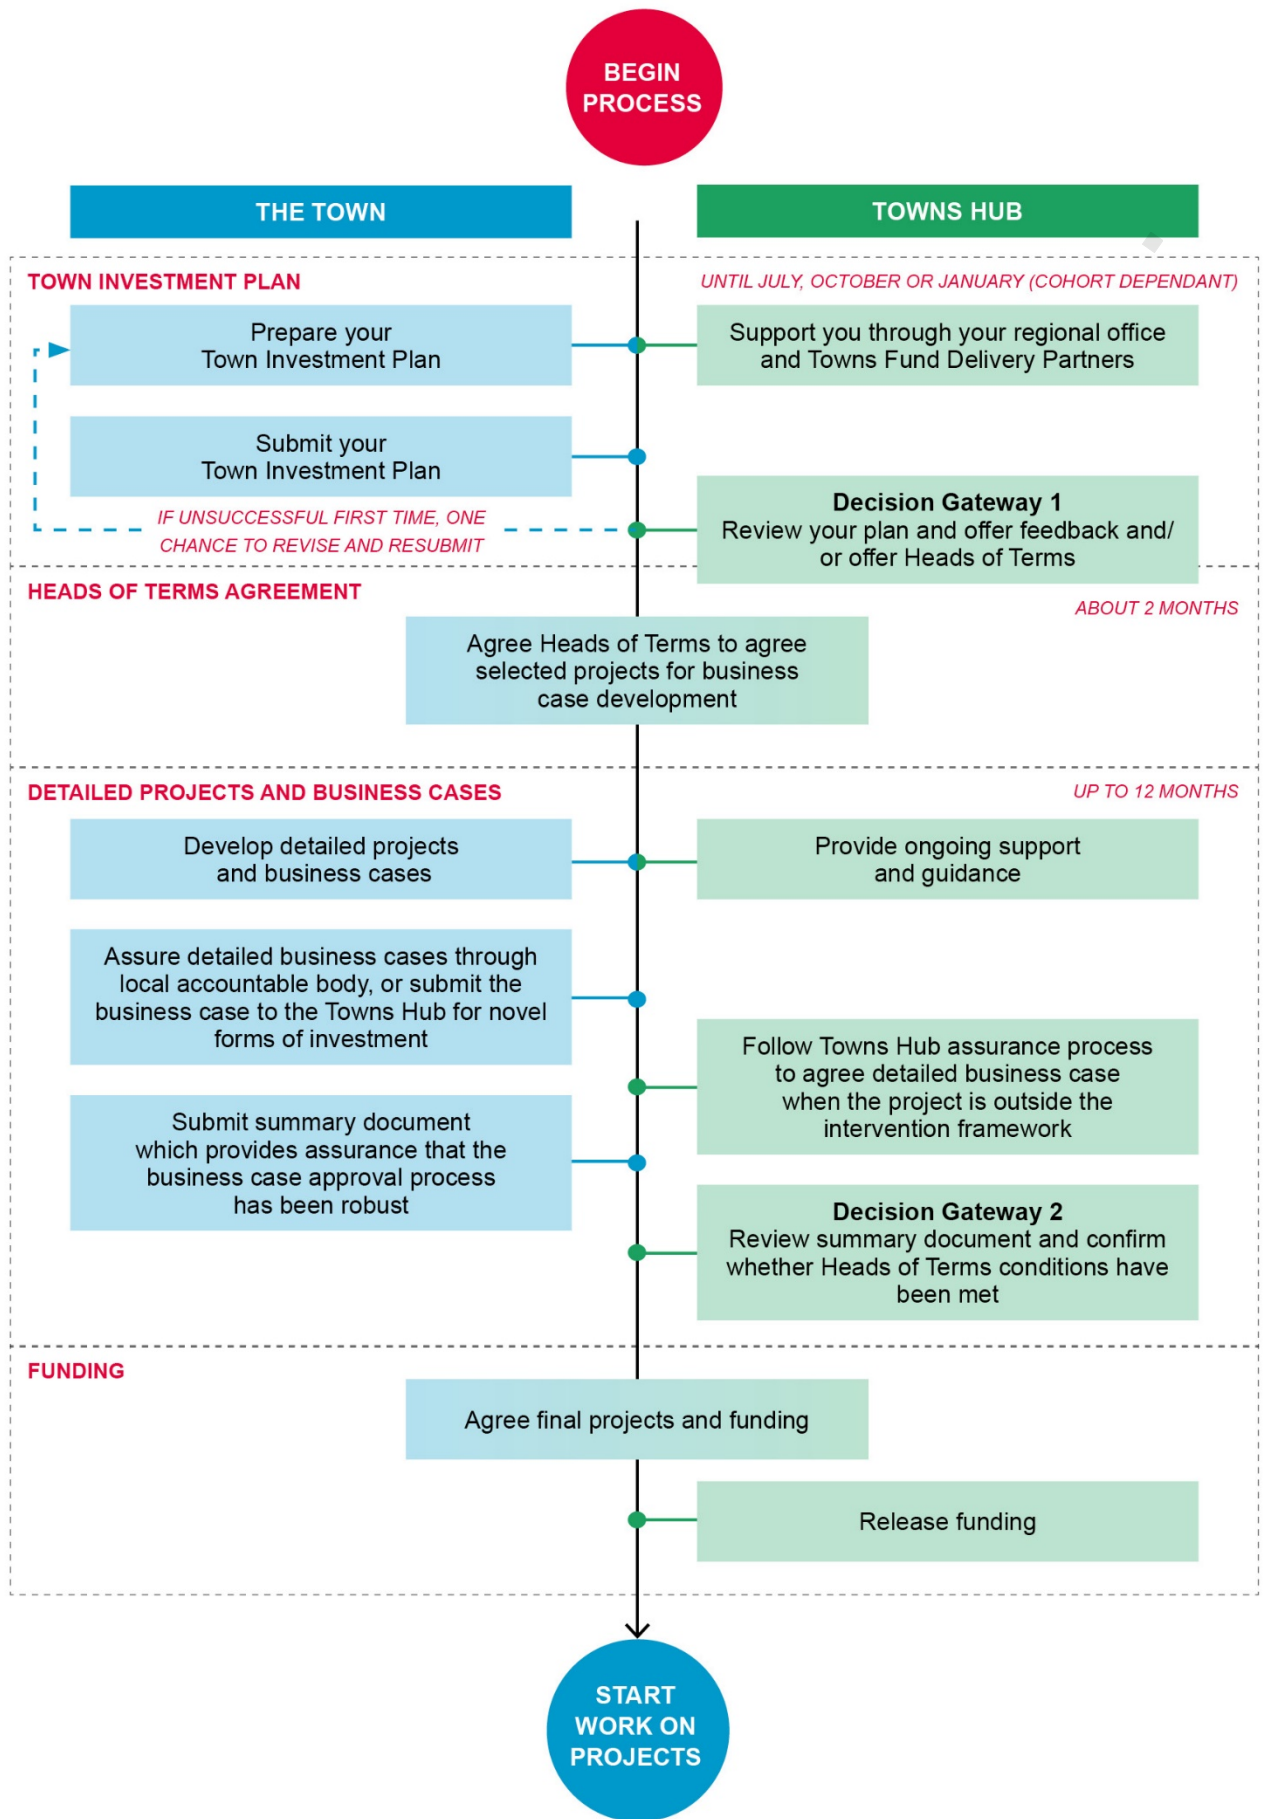 BEGIN
PROCESS
THE TOWN
TOWNS HUB
TOWN INVESTMENT PLAN
UNTIL JULY, OCTOBER OR JANUARY (COHORT DEPENDANT)
Prepare your
Town Investment Plan
Support you through your regional office
and Towns Fund Delivery Partners
Submit your
Town Investment Plan
IF UNSUCCESSFUL FIRST TIME, ONE
CHANCE TO REVISE AND RESUBMIT
Decision Gateway 1
Review your plan and offer feedback and/
or offer Heads of Terms
HEADS OF TERMS AGREEMENT
ABOUT 2 MONTHS
Agree Heads of Terms to agree
selected projects for business
case development
DETAILED PROJECTS AND BUSINESS CASES
UP TO 12 MONTHS
Develop detailed projects
and business cases
Provide ongoing support
and guidance
Assure detailed business cases through
local accountable body, or submit the
business case to the Towns Hub for novel
forms of investment
Follow Towns Hub assurance process
to agree detailed business case
when the project is outside the
intervention framework
Submit summary document
which provides assurance that the
business case approval process
has been robust
Decision Gateway 2
Review summary document and confirm
whether Heads of Terms conditions have
been met
FUNDING
Agree final projects and funding
Release funding
START
WORK ON
PROJECTS